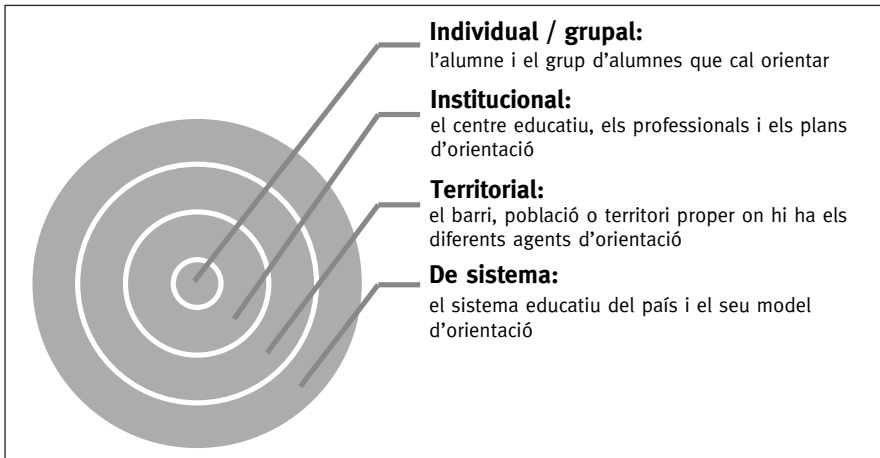 Individual / grupal:
l’alumne i el grup d’alumnes que cal orientar
Institucional:
el centre educatiu, els professionals i els plans
d’orientació
Territorial:
el barri, població o territori proper on hi ha els
diferents agents d’orientació
De sistema:
el sistema educatiu del país i el seu model
d’orientació